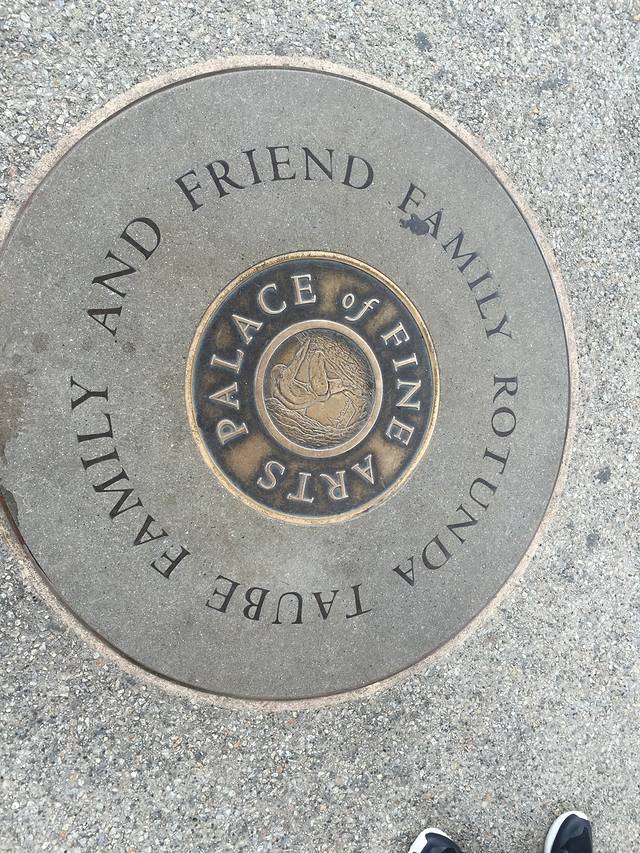 TAUBE FAMILY AND FRIEND FAMILY ROTUNDA
PALACE of FINE ARTS